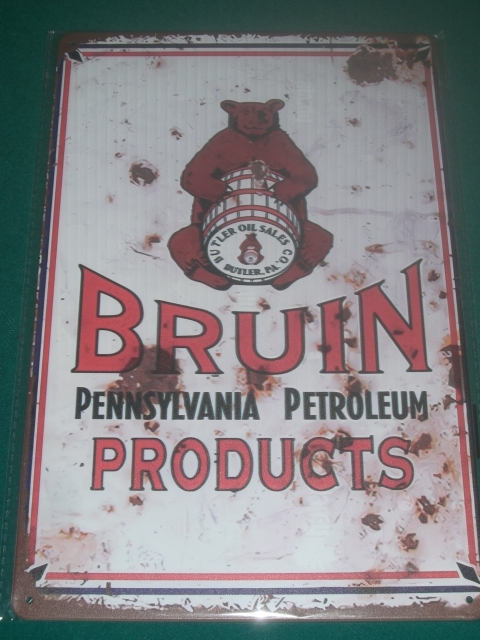 BUTLER OIL SALES CO.
BUTLER, PA.
BRUIN
PENNSYLVANIA PETROLEUM
PRODUCTS